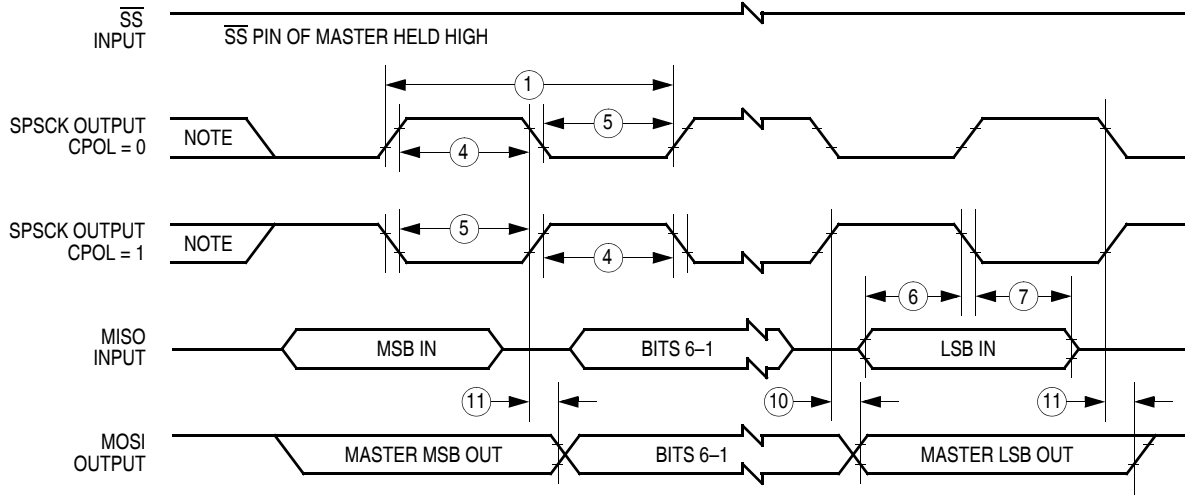 SS
INPUT
SS PIN OF MASTER HELD HIGH
1
SPSCK OUTPUT
CPOL = 0
NOTE
5
4
SPSCK OUTPUT
CPOL = 1
NOTE
5
4
6
7
MISO
INPUT
MSB IN
BITS 6–1
LSB IN
11
10
11
MOSI
OUTPUT
MASTER MSB OUT
BITS 6–1
MASTER LSB OUT